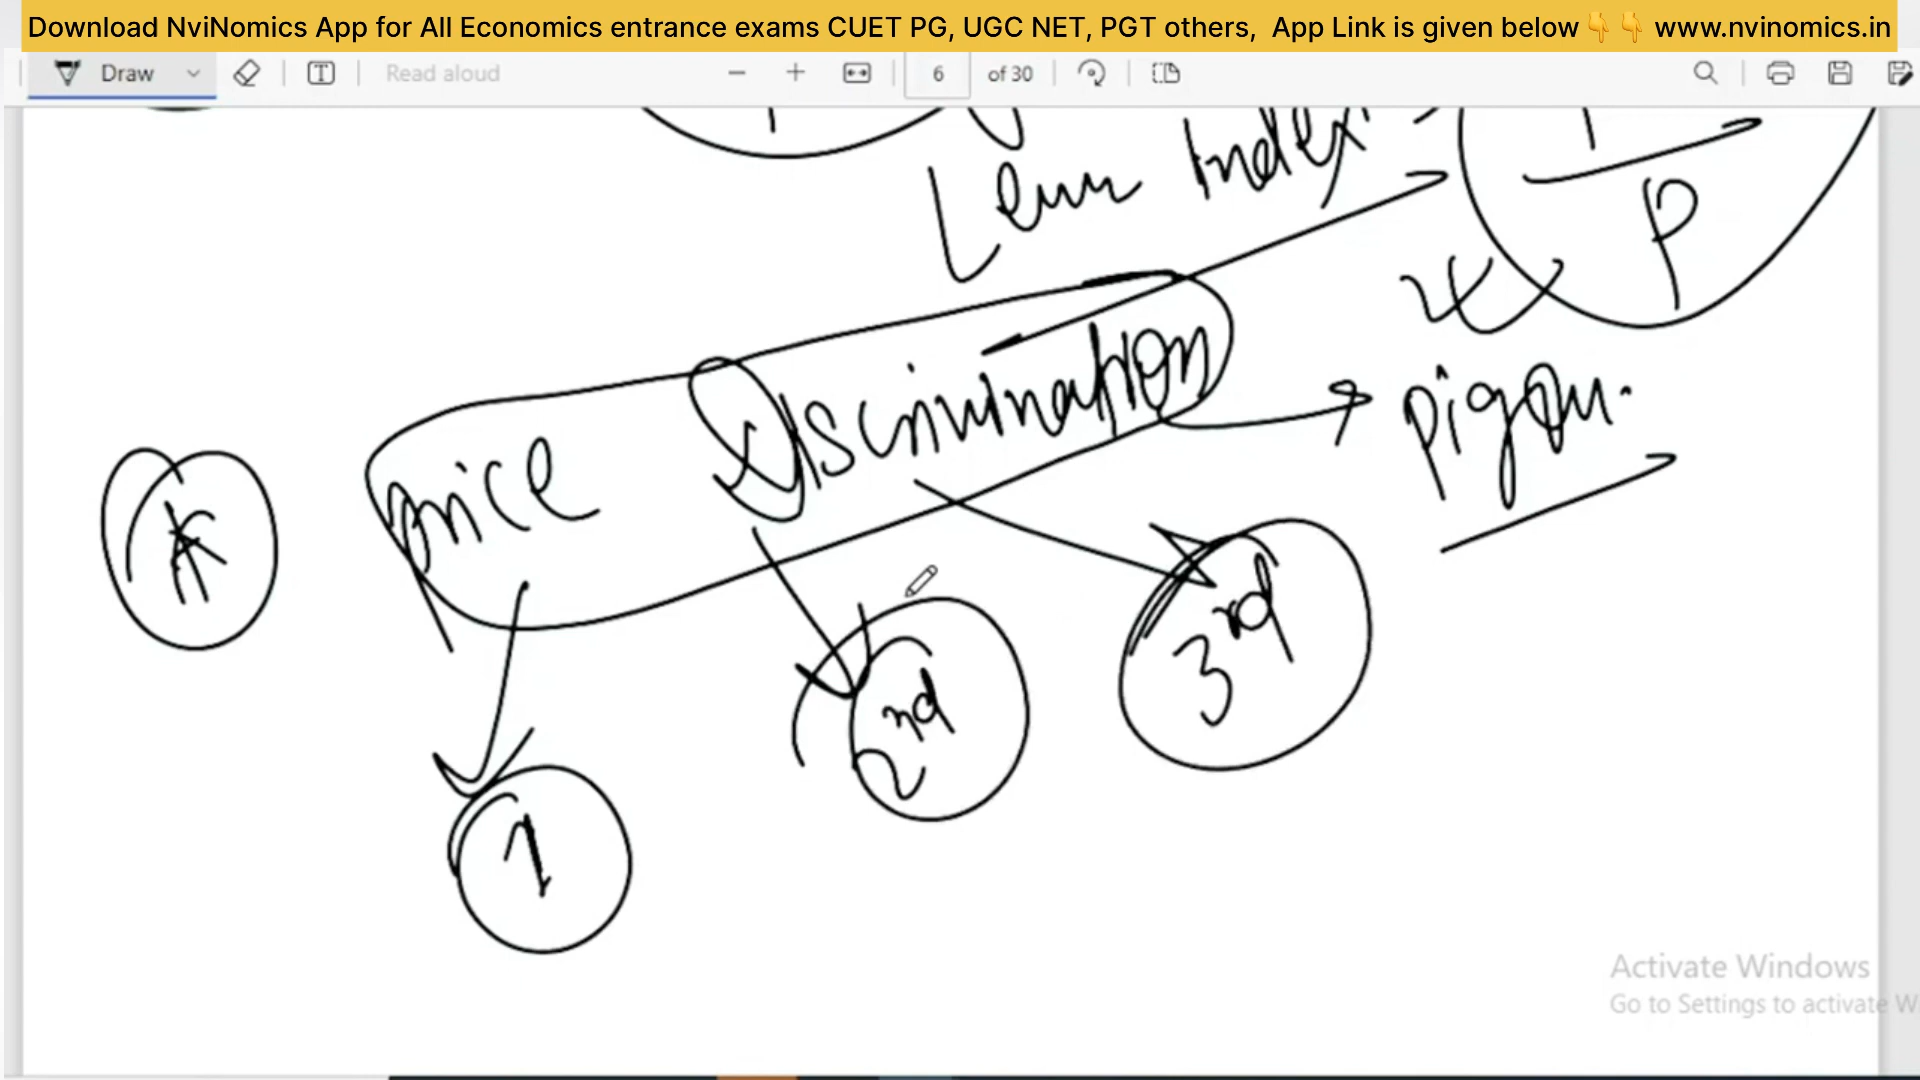 Download NviNomics App for All Economics entrance exams CUET PG, UGC NET, PGT others, App Link is given below👇👇 www.nvinomics.in
Draw
Read aloud
6 of 30
Index
P
price Discrimination
pigou.
1
2nd
3rd
Activate Windows
Go to Settings to activate W